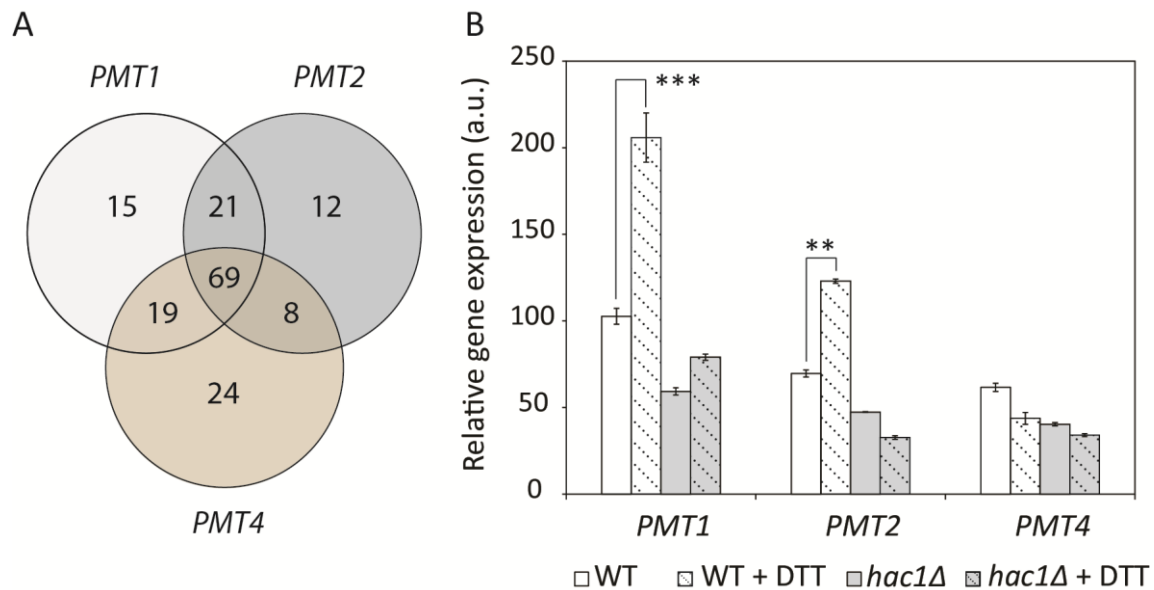 A
PMT1 PMT2
15 21 12
69
19 8
24
PMT4
B
Relative gene expression (a.u.)
250
200
150
100
50
0
***
**
PMT1 PMT2 PMT4
WT WT + DTT hac1Δ hac1Δ + DTT